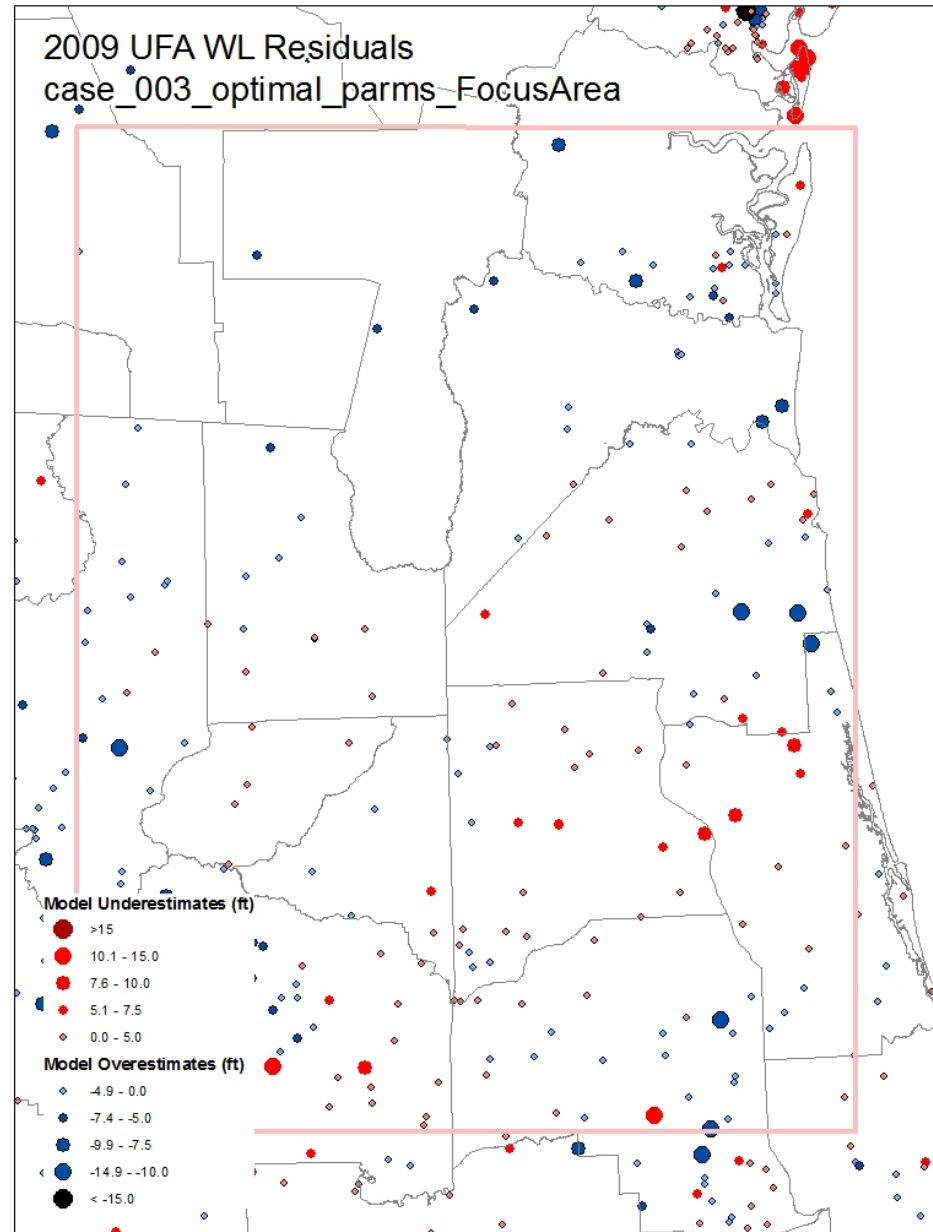 2009 UFA WL Residuals
case_003_optimal_parms_FocusArea
Model Underestimates (ft)
>15
10.1 - 15.0
7.6 - 10.0
5.1 - 7.5
0.0 - 5.0
Model Overestimates (ft)
-4.9 - 0.0
-7.4 - -5.0
-9.9 - -7.5
-14.9 - -10.0
< -15.0